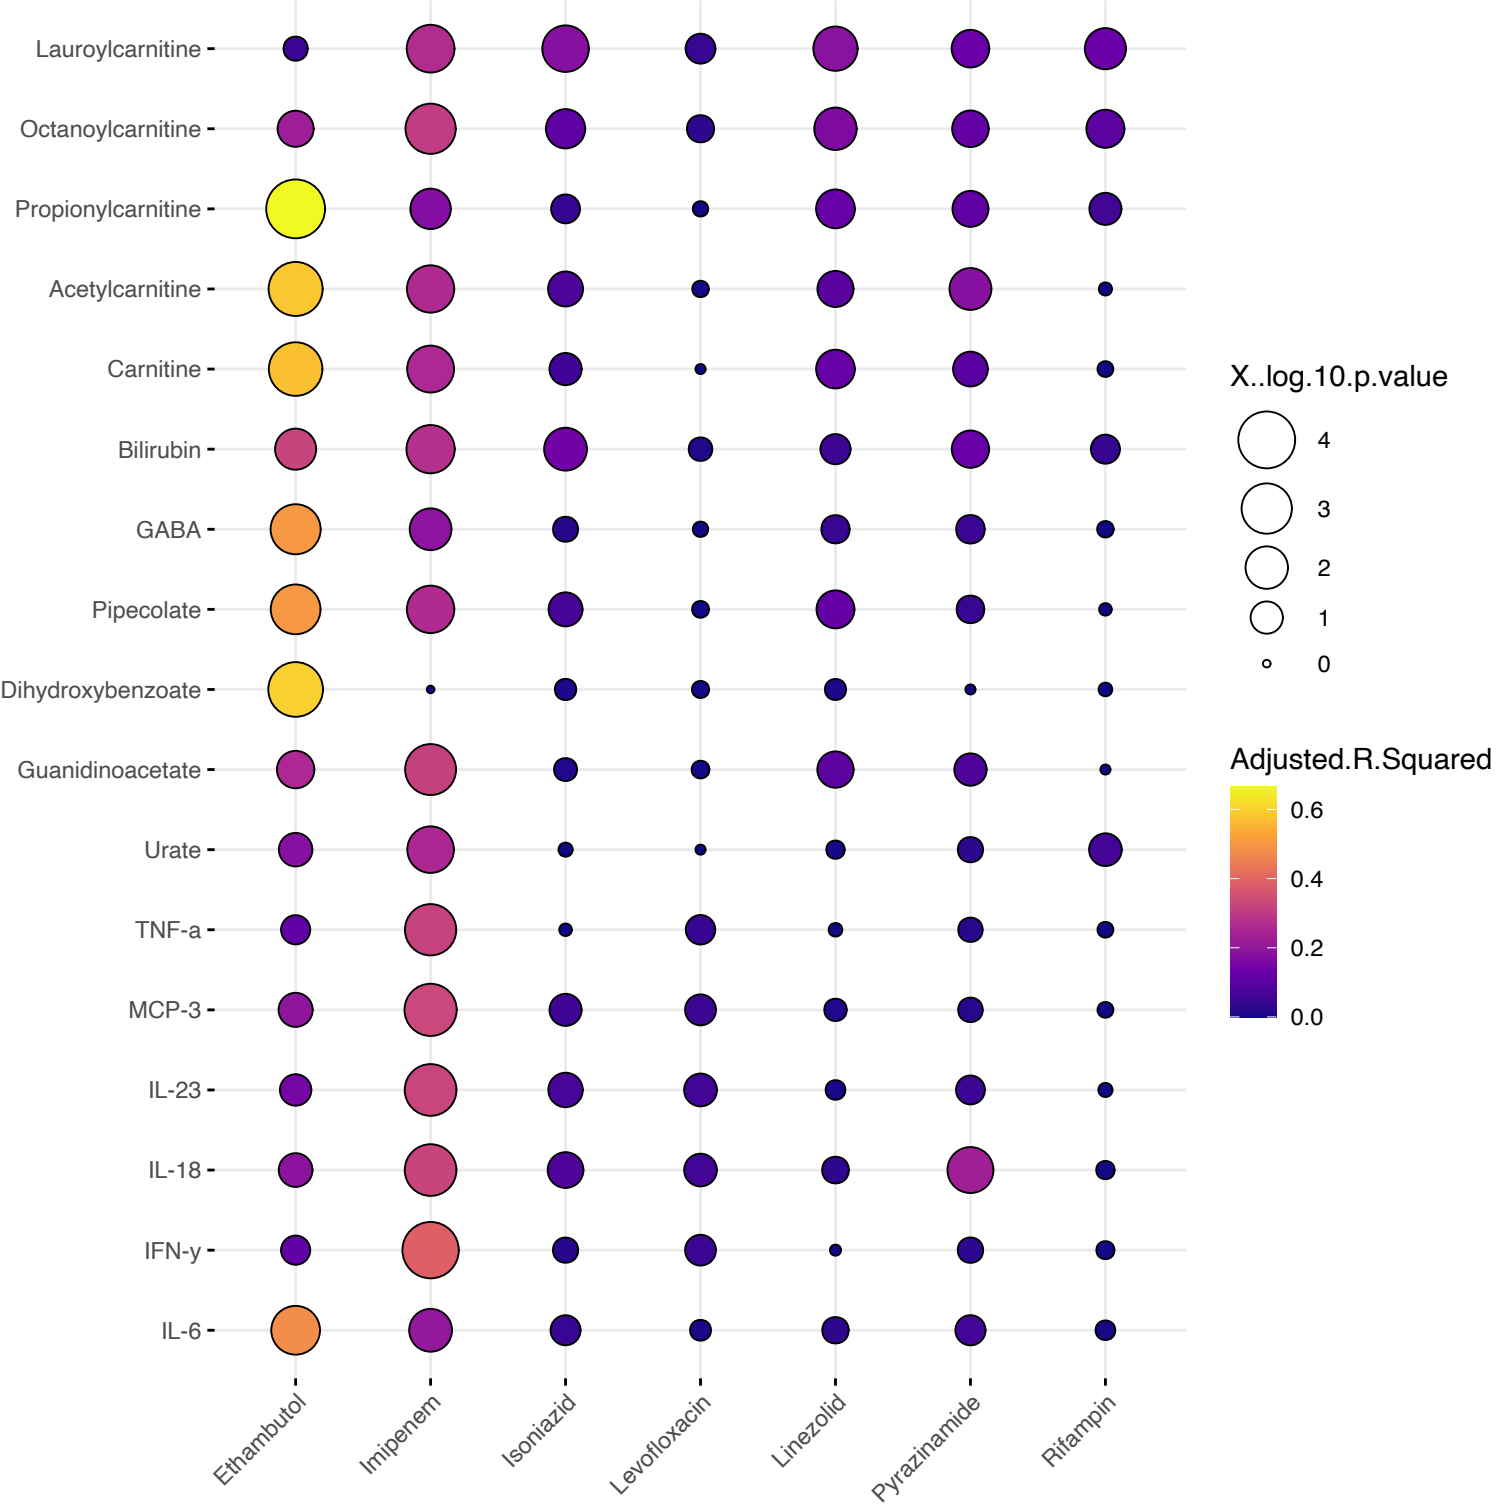 Lauroylcarnitine
Octanoylcarnitine
Propionylcarnitine
Acetylcarnitine
Carnitine
Bilirubin
GABA
Pipecolate
Dihydroxybenzoate
Guanidinoacetate
Urate
TNF-a
MCP-3
IL-23
IL-18
IFN-y
IL-6
Ethambutol
Imipenem
Isoniazid
Levofloxacin
Linezolid
Pyrazinamide
Rifampin
X..log.10.p.value
4
3
2
1
0
Adjusted.R.Squared
0.6
0.4
0.2
0.0